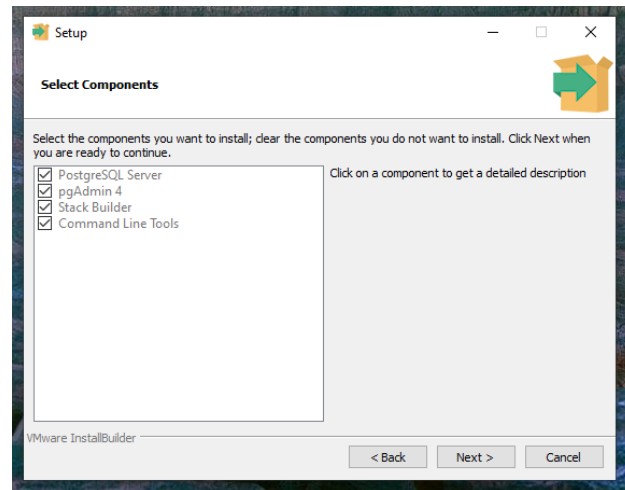 Setup
Select Components
Select the components you want to install; clear the components you do not want to install. Click Next when
you are ready to continue.
PostgreSQL Server
pgAdmin 4
Stack Builder
Command Line Tools
Click on a component to get a detailed description
VMware InstallBuilder
< Back
Next >
Cancel